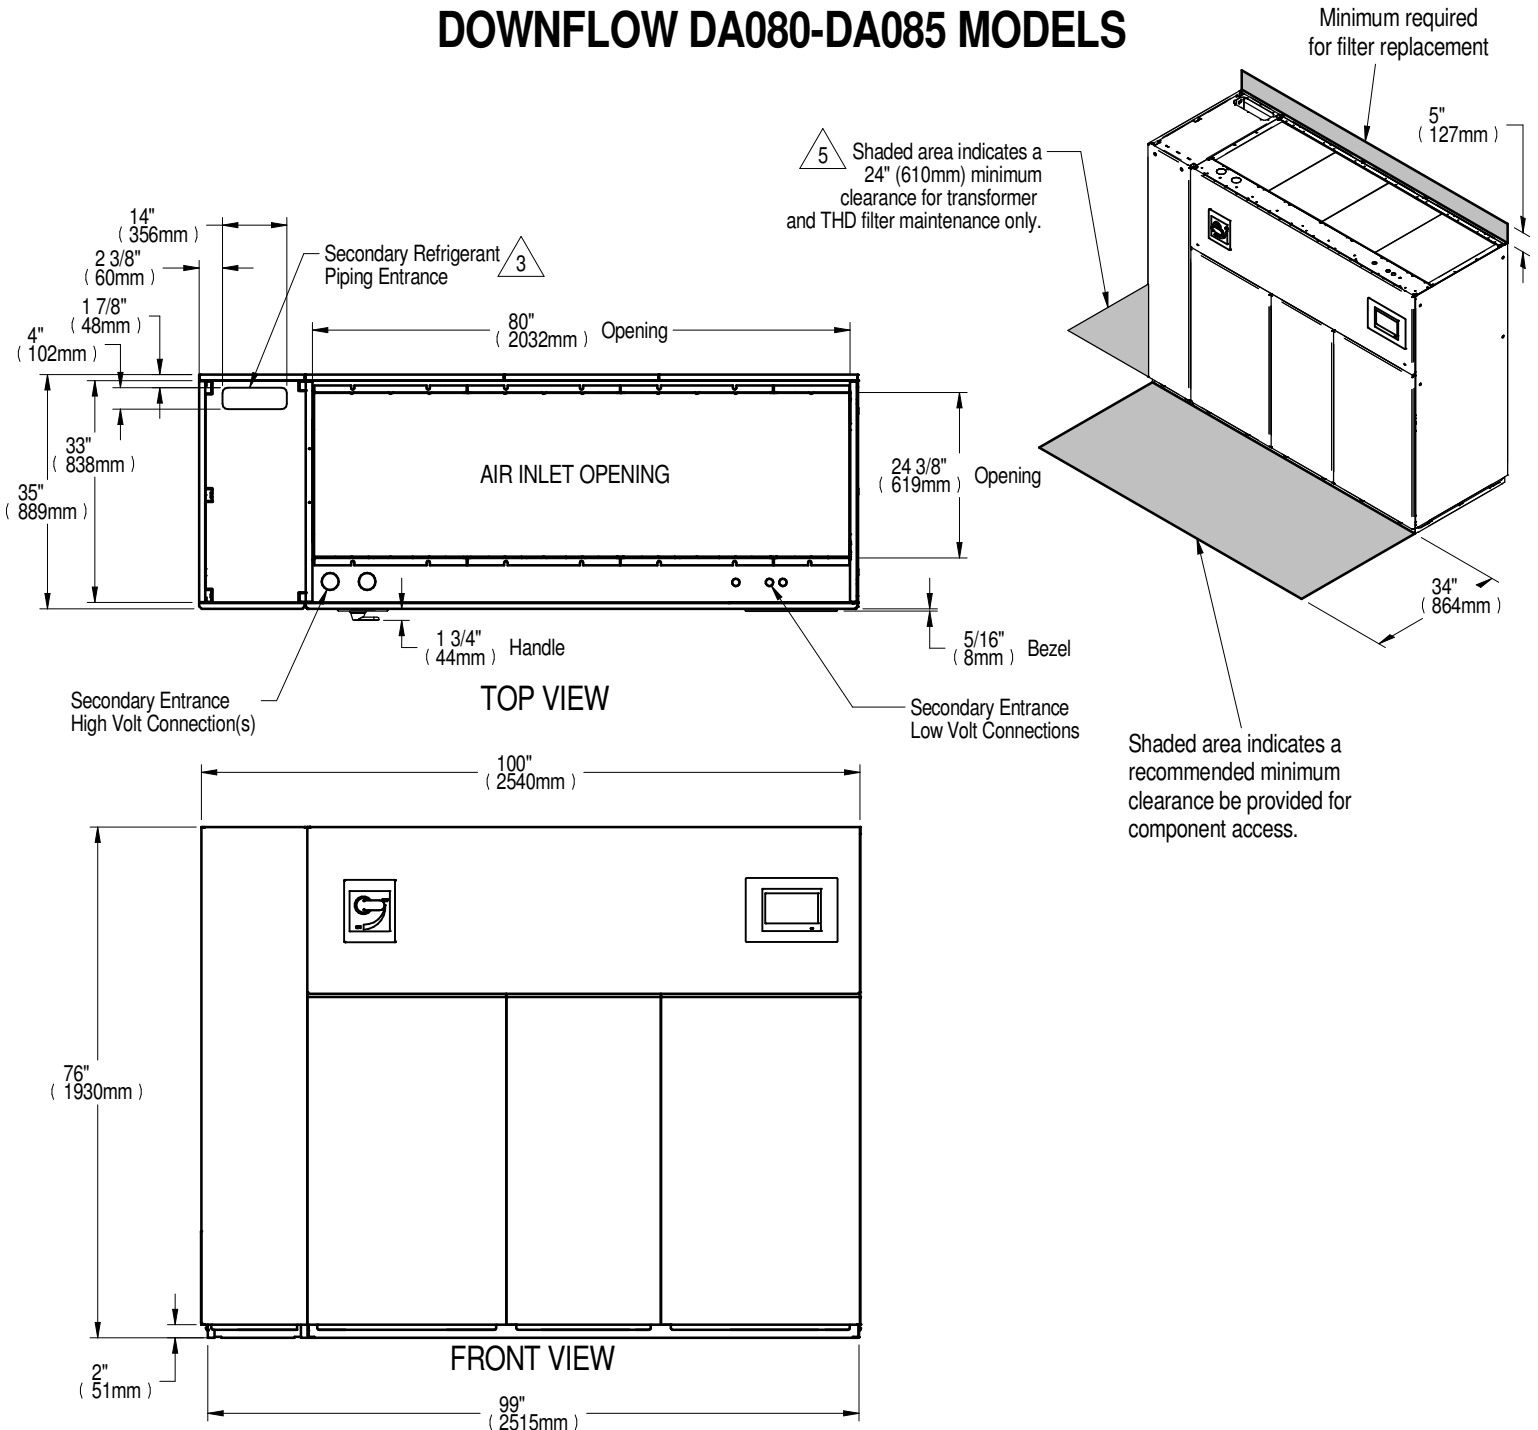 DOWNFLOW DA080-DA085 MODELS
Minimum required
for filter replacement
5"
( 127mm )
5
Shaded area indicates a
24" (610mm) minimum
clearance for transformer
and THD filter maintenance only.
14"
( 356mm )
2 3/8"
( 60mm )
1 7/8"
( 48mm )
4"
( 102mm )
Secondary Refrigerant
Piping Entrance
3
80"
( 2032mm )
Opening
33"
( 838mm )
35"
( 889mm )
AIR INLET OPENING
24 3/8"
( 619mm )
Opening
34"
( 864mm )
1 3/4"
( 44mm )
Handle
5/16"
( 8mm )
Bezel
Secondary Entrance
High Volt Connection(s)
TOP VIEW
Secondary Entrance
Low Volt Connections
Shaded area indicates a
recommended minimum
clearance be provided for
component access.
100"
( 2540mm )
76"
( 1930mm )
2"
( 51mm )
FRONT VIEW
99"
( 2515mm )